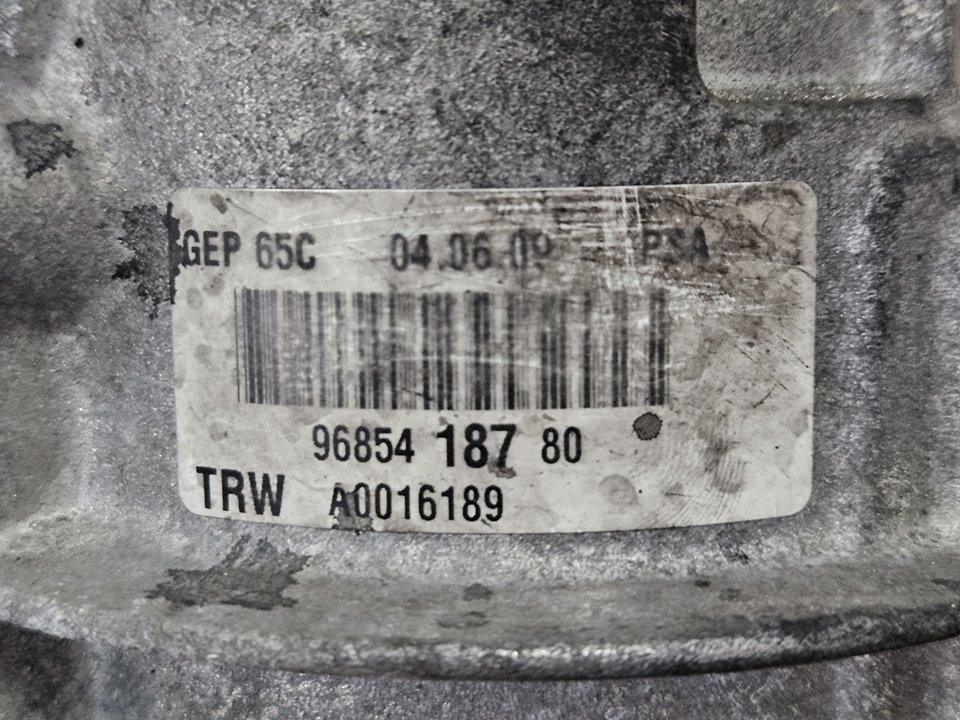 GEP 65C 04.06.09 PSA
96854 187 80
TRW A0016189